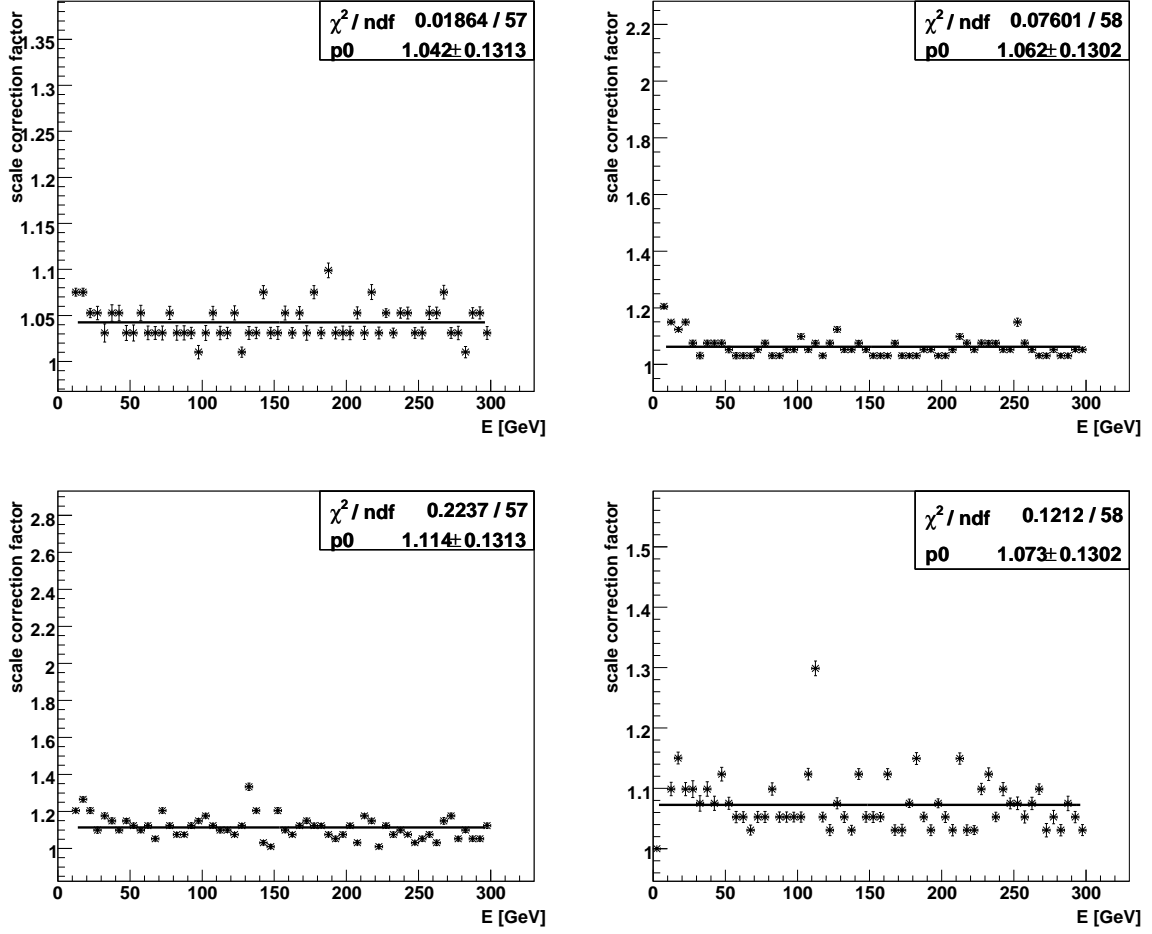 χ² / ndf 0.01864 / 57
p0 1.042± 0.1313
scale correction factor
1.35
1.3
1.25
1.2
1.15
1.1
1.05
1
0 50 100 150 200 250 300
E [GeV]
χ² / ndf 0.07601 / 58
p0 1.062± 0.1302
scale correction factor
2.2
2
1.8
1.6
1.4
1.2
1
0 50 100 150 200 250 300
E [GeV]
χ² / ndf 0.2237 / 57
p0 1.114± 0.1313
scale correction factor
2.8
2.6
2.4
2.2
2
1.8
1.6
1.4
1.2
1
0 50 100 150 200 250 300
E [GeV]
χ² / ndf 0.1212 / 58
p0 1.073± 0.1302
scale correction factor
1.5
1.4
1.3
1.2
1.1
1
0 50 100 150 200 250 300
E [GeV]